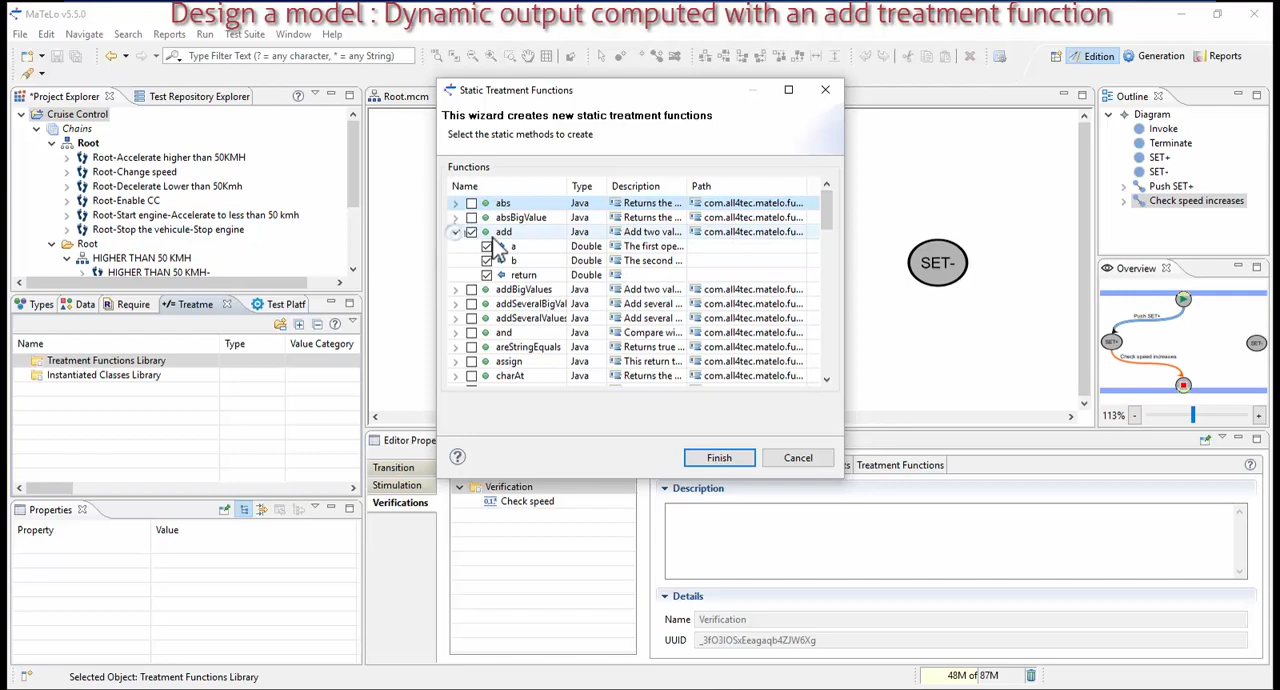 Design a model : Dynamic output computed with an add treatment function
MaTeLo v5.5.0
File Edit Navigate Search Reports Run Test Suite Window Help
Type Filter Text (? = any character, * = any String)
Edition Generation Reports
*Project Explorer
Test Repository Explorer
Cruise Control
Chains
Root
Root-Accelerate higher than 50KMH
Root-Change speed
Root-Decelerate Lower than 50Kmh
Root-Enable CC
Root-Start engine-Accelerate to less than 50 kmh
Root-Stop the vehicule-Stop engine
Root
HIGHER THAN 50 KMH
HIGHER THAN 50 KMH-
Types Data Require Treatme Test Platf
Name Type Value Category
Treatment Functions Library
Instantiated Classes Library
Properties
Property Value
Root.mcm
Static Treatment Functions
This wizard creates new static treatment functions
Select the static methods to create
Functions
Name Type Description Path
abs Java Returns the ... com.all4tec.matelo.fu...
absBigValue Java Returns the ... com.all4tec.matelo.fu...
add Java Add two val... com.all4tec.matelo.fu...
a Double The first ope...
b Double The second ...
return Double
addBigValues Java Add two val... com.all4tec.matelo.fu...
addSeveralBigVal Java Add several ... com.all4tec.matelo.fu...
addSeveralValues Java Add several ... com.all4tec.matelo.fu...
and Java Compare wi... com.all4tec.matelo.fu...
areStringEquals Java Returns true ... com.all4tec.matelo.fu...
assign Java This return t... com.all4tec.matelo.fu...
charAt Java Returns the ... com.all4tec.matelo.fu...
Finish Cancel
SET-
Outline
Diagram
Invoke
Terminate
SET+
SET-
Push SET+
Check speed increases
Overview
Push SET+
SET+
SET-
Check speed increases
113%
Editor Prope
Transition
Stimulation
Verifications
Verification
Check speed
ts Treatment Functions
Description
Details
Name Verification
UUID _3fO3IOSxEeagaqb4ZJW6Xg
Selected Object: Treatment Functions Library
48M of 87M